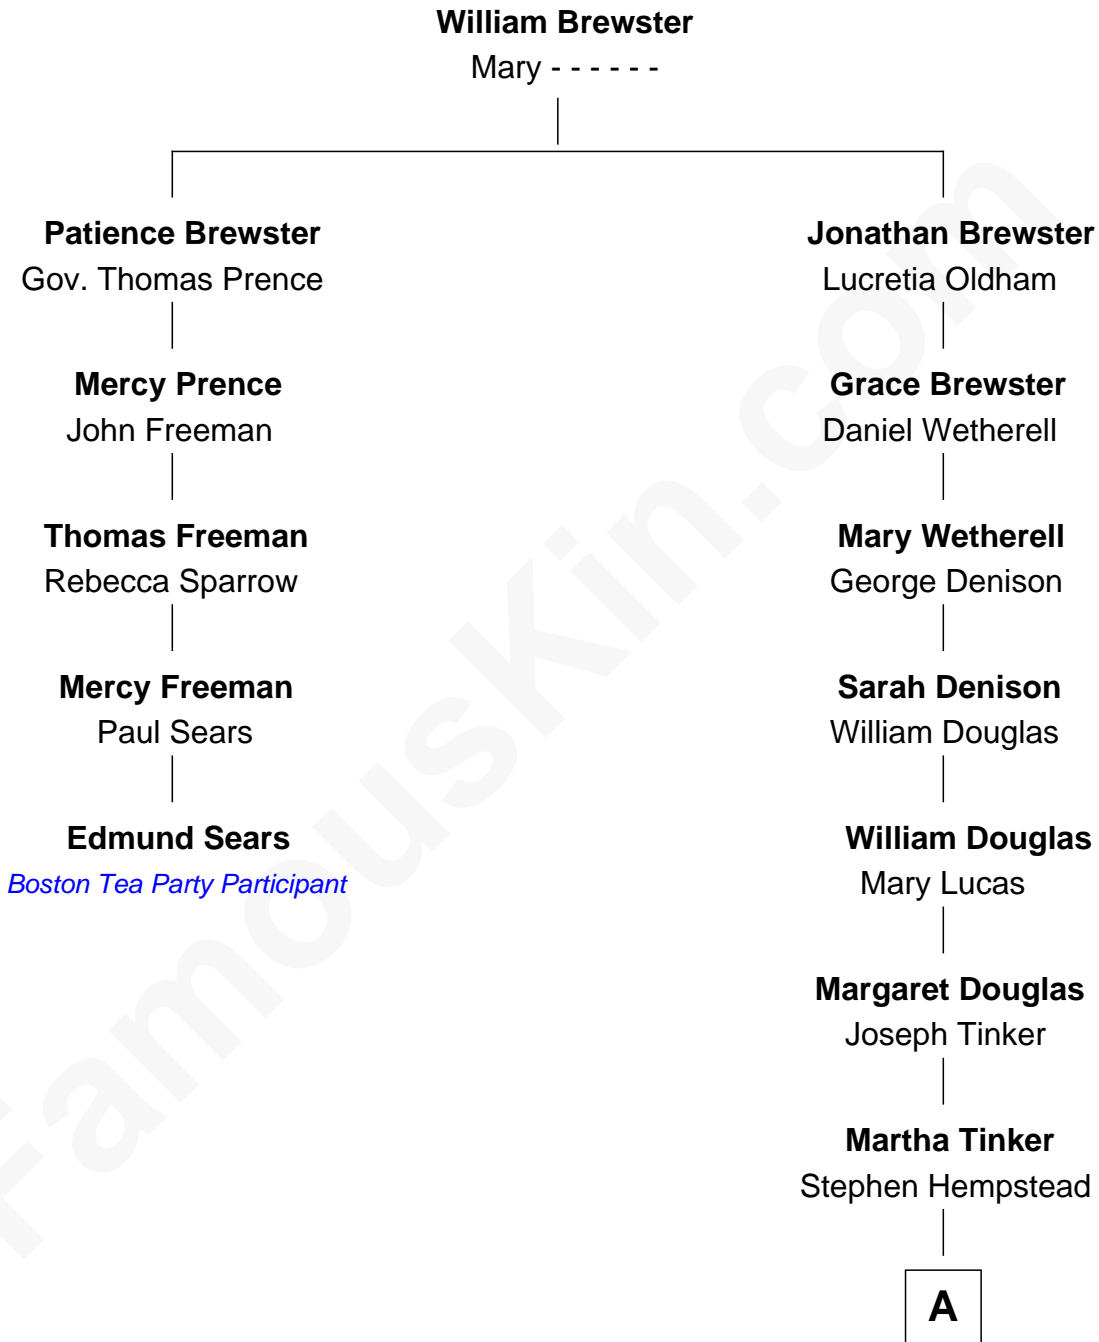 William Brewster
Mary - - - - - -
Patience Brewster
Gov. Thomas Prence
Jonathan Brewster
Lucretia Oldham
Mercy Prence
John Freeman
Grace Brewster
Daniel Wetherell
Thomas Freeman
Rebecca Sparrow
Mary Wetherell
George Denison
Mercy Freeman
Paul Sears
Sarah Denison
William Douglas
Edmund Sears
Boston Tea Party Participant
William Douglas
Mary Lucas
Margaret Douglas
Joseph Tinker
Martha Tinker
Stephen Hempstead
A
FamousKin.com